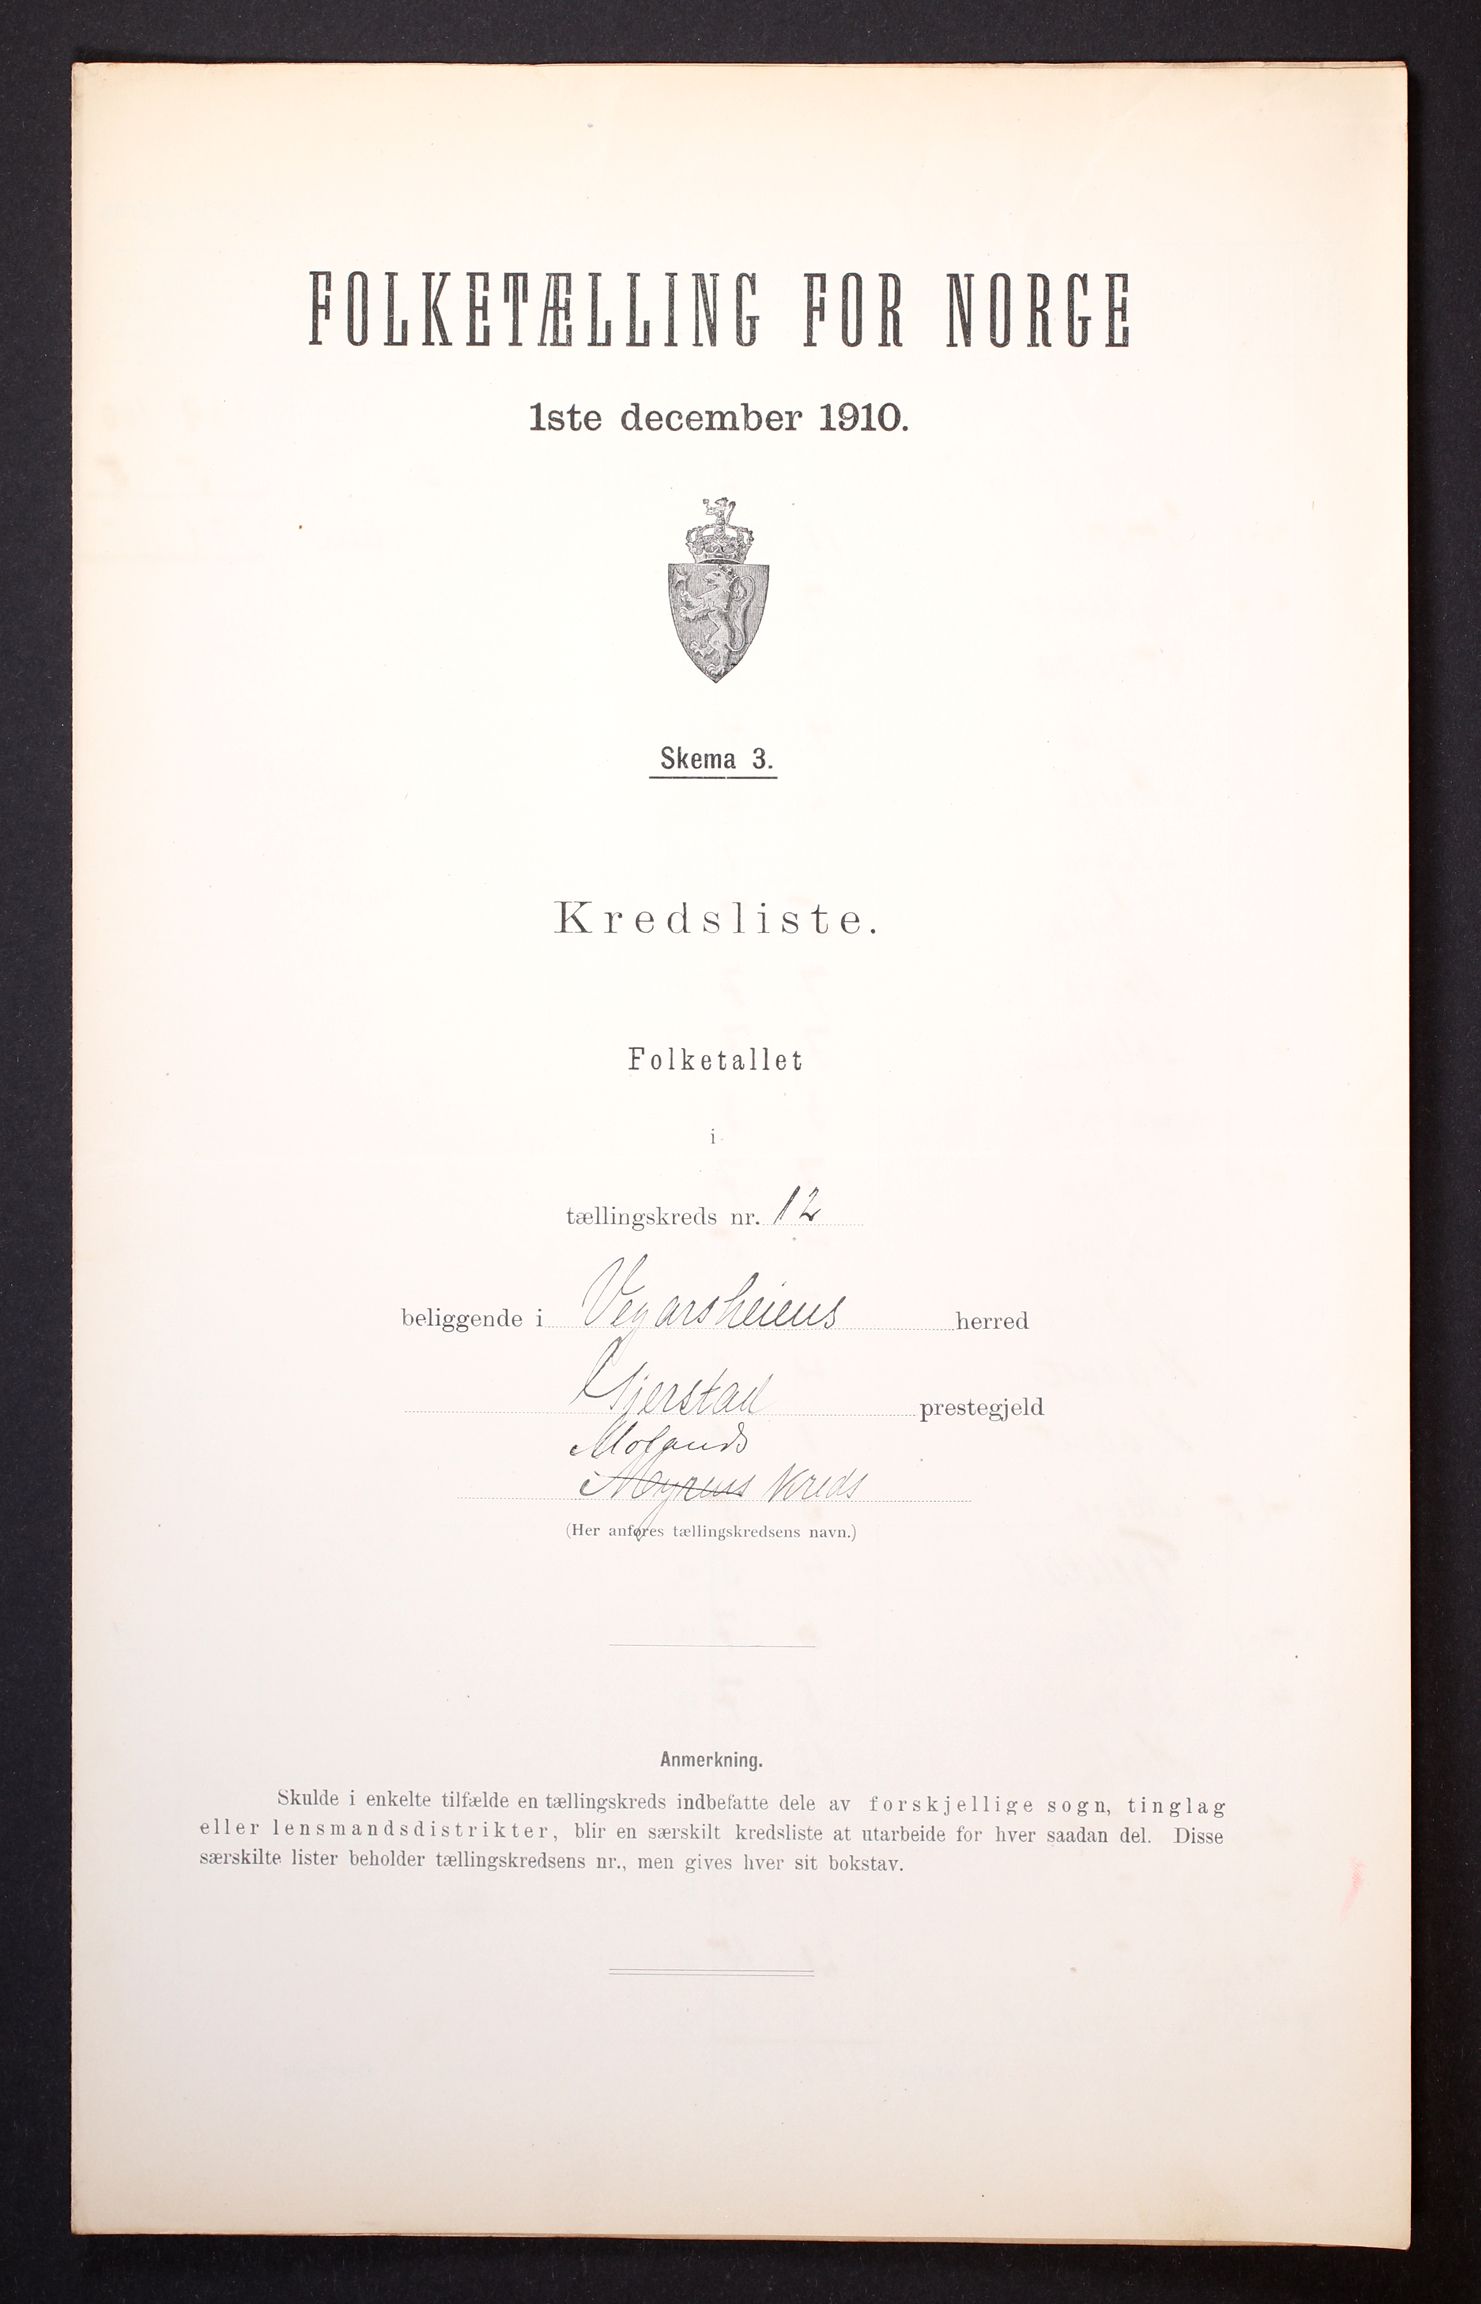 FOLKETÆLLING FOR NORGE
1ste december 1910.
Skema 3.
Kredsliste.
Folketallet
i
tællingskreds nr. 12
beliggende i Vegarsheiens herred
Gjerstad prestegjeld
Molands
Myrens Kreds
(Her anføres tællingskredsens navn.)
Anmerkning.
Skulde i enkelte tilfælde en tællingskreds indbefatte dele av forskjellige sogn, tinglag
eller lensmandsdistrikter, blir en særskilt kredsliste at utarbeide for hver saadan del. Disse
særskilte lister beholder tællingskredsens nr., men gives hver sit bokstav.